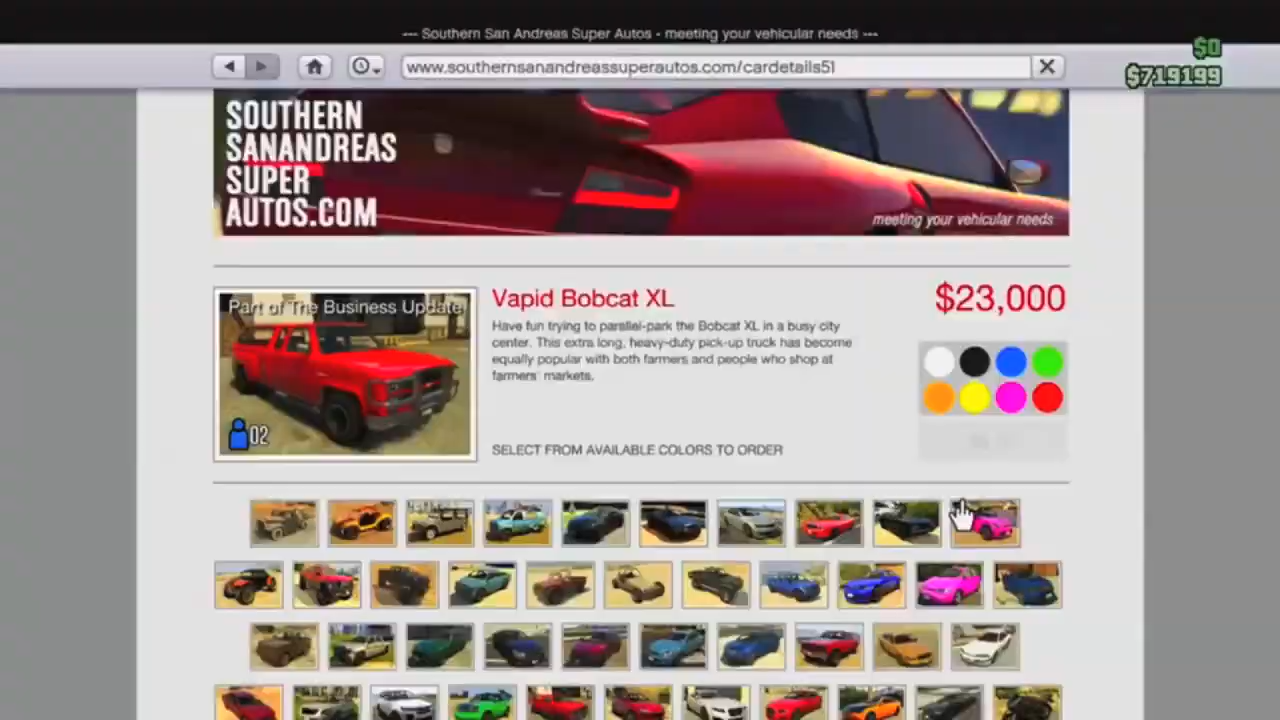 --- Southern San Andreas Super Autos - meeting your vehicular needs ---
$0
www.southernsanandreassuperautos.com/cardetails51
$719199
SOUTHERN
SANANDREAS
SUPER
AUTOS.COM
meeting your vehicular needs
Part of The Business Update
02
Vapid Bobcat XL
$23,000
Have fun trying to parallel-park the Bobcat XL in a busy city
center. This extra long, heavy-duty pick-up truck has become
equally popular with both farmers and people who shop at
farmers' markets.
SELECT FROM AVAILABLE COLORS TO ORDER